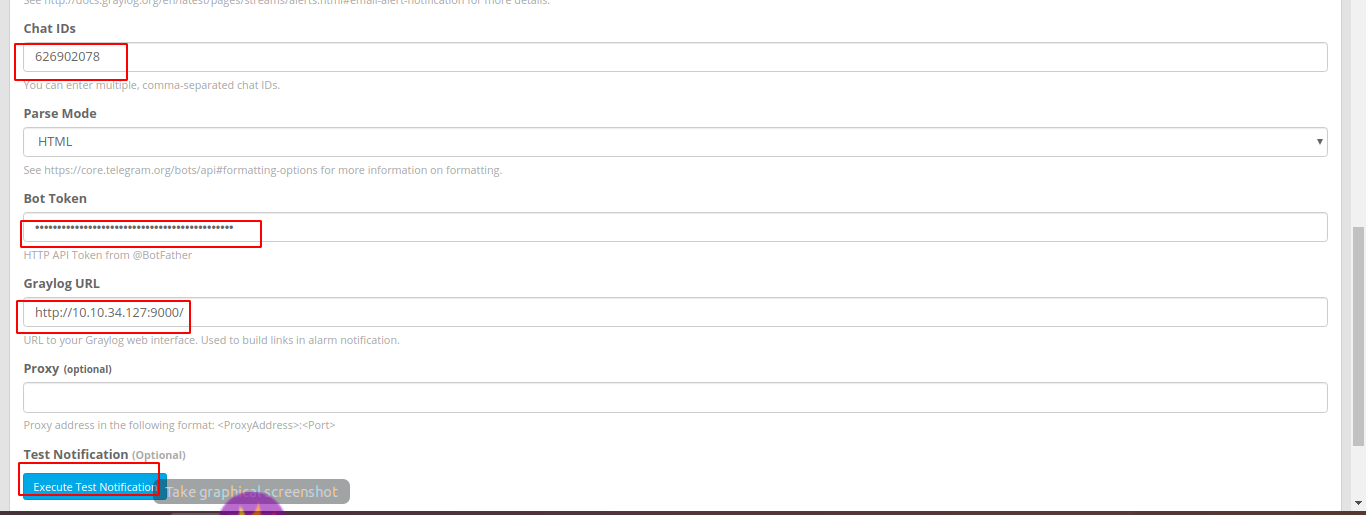 See http://docs.graylog.org/en/latest/pages/streams/alerts.html#email-alert-notification for more details.
Chat IDs
626902078
You can enter multiple, comma-separated chat IDs.
Parse Mode
HTML
See https://core.telegram.org/bots/api#formatting-options for more information on formatting.
Bot Token
HTTP API Token from @BotFather
Graylog URL
http://10.10.34.127:9000/
URL to your Graylog web interface. Used to build links in alarm notification.
Proxy (optional)
Proxy address in the following format: <ProxyAddress>:<Port>
Test Notification (Optional)
Execute Test Notification
Take graphical screenshot